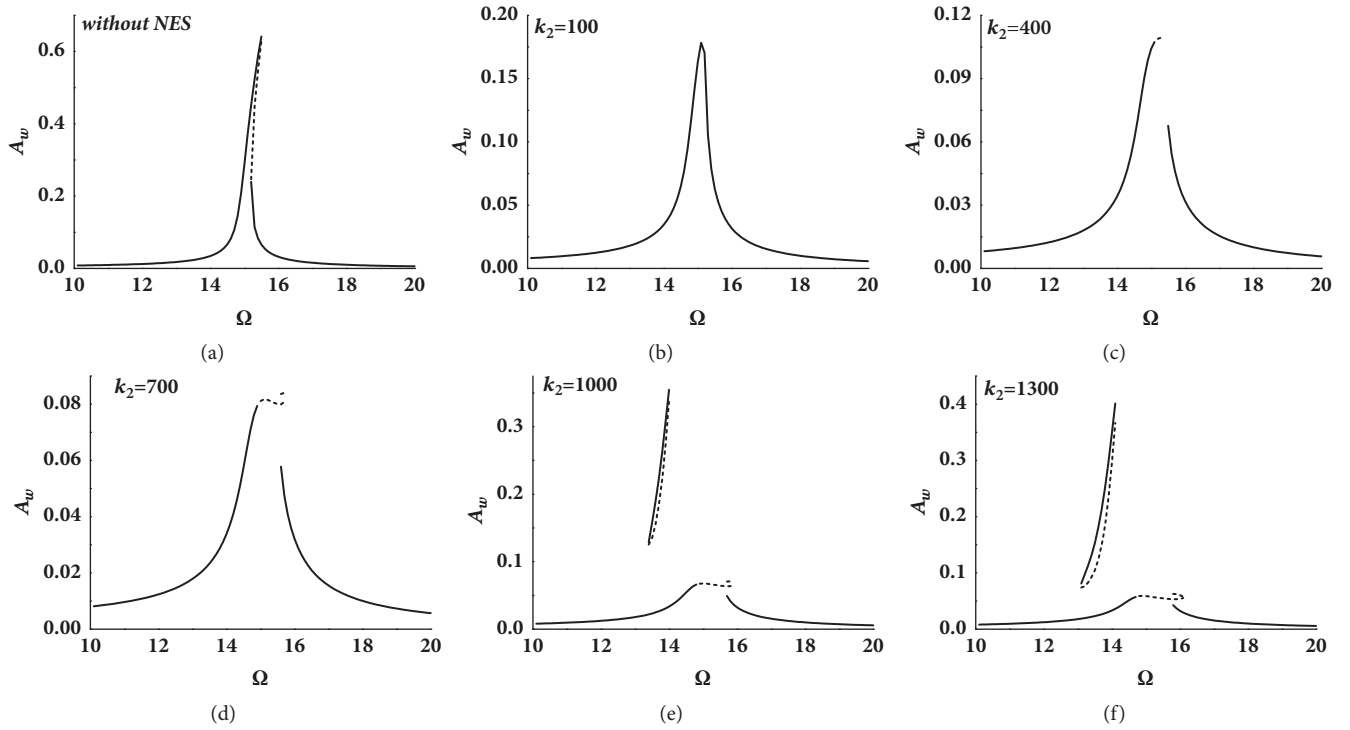 without NES
0.6
0.4
0.2
0.0
A_w
10 12 14 16 18 20
Ω
(a)
k₂=100
0.20
0.15
0.10
0.05
0.00
A_w
10 12 14 16 18 20
Ω
(b)
k₂=400
0.12
0.09
0.06
0.03
0.00
A_w
10 12 14 16 18 20
Ω
(c)
k₂=700
0.08
0.06
0.04
0.02
0.00
A_w
10 12 14 16 18 20
Ω
(d)
k₂=1000
0.3
0.2
0.1
0.0
A_w
10 12 14 16 18 20
Ω
(e)
k₂=1300
0.4
0.3
0.2
0.1
0.0
A_w
10 12 14 16 18 20
Ω
(f)